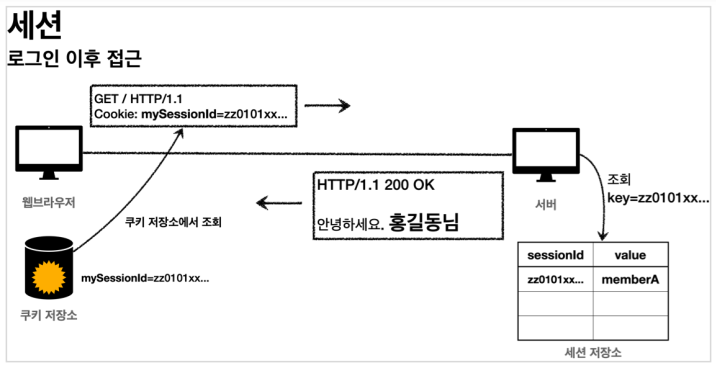 세션
로그인 이후 접근
GET / HTTP/1.1
Cookie: mySessionId=zz0101xx...
웹브라우저
서버
조회
key=zz0101xx...
HTTP/1.1 200 OK
안녕하세요. 홍길동님
쿠키 저장소에서 조회
mySessionId=zz0101xx...
쿠키 저장소
sessionId value
zz0101xx... memberA
세션 저장소